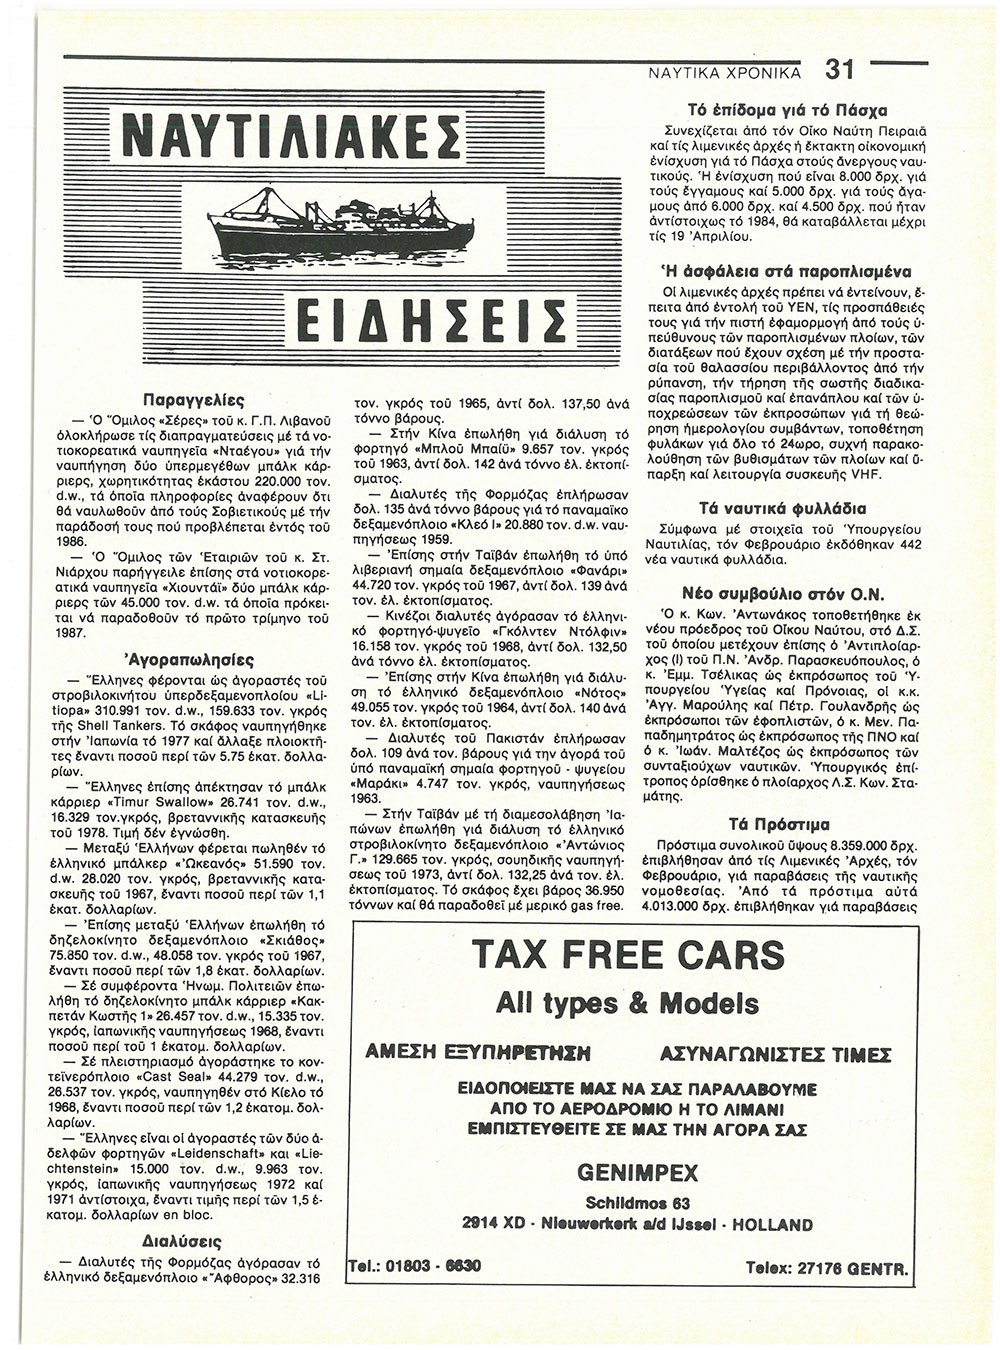 ΝΑΥΤΙΚΑ ΧΡΟΝΙΚΑ 31
ΝΑΥΤΙΛΙΑΚΕΣ
ΕΙΔΗΣΕΙΣ
Παραγγελίες
— Ὁ Ὅμιλος «Σέρες» τοῦ κ. Γ.Π. Λιβανοῦ
ὁλοκλήρωσε τίς διαπραγματεύσεις μέ τά νο-
τιοκορεατικά ναυπηγεῖα «Νταέγου» γιά τήν
ναυπήγηση δύο ὑπερμεγέθων μπάλκ κάρ-
ριερς, χωρητικότητας ἑκάστου 220.000 τον.
d.w., τά ὁποῖα πληροφορίες ἀναφέρουν ὅτι
θά ναυλωθοῦν ἀπό τούς Σοβιετικούς μέ τήν
παράδοσή τους πού προβλέπεται ἐντός τοῦ
1986.
— Ὁ Ὅμιλος τῶν Ἑταιριῶν τοῦ κ. Στ.
Νιάρχου παρήγγειλε ἐπίσης στά νοτιοκορε-
ατικά ναυπηγεῖα «Χιουντάϊ» δύο μπάλκ κάρ-
ριερς τῶν 45.000 τον. d.w. τά ὁποῖα πρόκει-
ται νά παραδοθοῦν τό πρῶτο τρίμηνο τοῦ
1987.
Ἀγοραπωλησίες
— Ἕλληνες φέρονται ὡς ἀγοραστές τοῦ
στροβιλοκινήτου ὑπερδεξαμενοπλοίου «Li-
tiopa» 310.991 τον. d.w., 159.633 τον. γκρός
τῆς Shell Tankers. Τό σκάφος ναυπηγήθηκε
στήν Ἰαπωνία τό 1977 καί ἄλλαξε πλοιοκτῆ-
τες ἔναντι ποσοῦ περί τῶν 5.75 ἑκατ. δολλα-
ρίων.
— Ἕλληνες ἐπίσης ἀπέκτησαν τό μπάλκ
κάρριερ «Timur Swallow» 26.741 τον. d.w.,
16.329 τον.γκρός, βρεταννικής κατασκευῆς
τοῦ 1978. Τιμή δέν ἐγνώσθη.
— Μεταξύ Ἑλλήνων φέρεται πωληθέν τό
ἑλληνικό μπάλκερ «Ὠκεανός» 51.590 τον.
d.w. 28.020 τον. γκρός, βρεταννικής κατα-
σκευῆς τοῦ 1967, ἔναντι ποσοῦ περί τῶν 1,1
ἑκατ. δολλαρίων.
— Ἐπίσης μεταξύ Ἑλλήνων ἐπωλήθη τό
δηζελοκίνητο δεξαμενόπλοιο «Σκιάθος»
75.850 τον. d.w., 48.058 τον. γκρός τοῦ 1967,
ἔναντι ποσοῦ περί τῶν 1,8 ἑκατ. δολλαρίων.
— Σέ συμφέροντα Ἡνωμ. Πολιτειῶν ἐπω-
λήθη τό δηζελοκίνητο μπάλκ κάρριερ «Κακ-
πετάν Κωστῆς 1» 26.457 τον. d.w., 15.335 τον.
γκρός, ἰαπωνικῆς ναυπηγήσεως 1968, ἔναντι
ποσοῦ περί τοῦ 1 ἑκατομ. δολλαρίων.
— Σέ πλειστηριασμό ἀγοράστηκε το κον-
τεϊνερόπλοιο «Cast Seal» 44.279 τον. d.w.,
26.537 τον. γκρός, ναυπηγηθέν στό Κίελο τό
1968, ἔναντι ποσοῦ περί τῶν 1,2 ἑκατομ. δολ-
λαρίων.
— Ἕλληνες εἶναι οἱ ἀγοραστές τῶν δύο ἀ-
δελφῶν φορτηγῶν «Leidenschaft» και «Lie-
chtenstein» 15.000 τον. d.w., 9.963 τον.
γκρός, ἰαπωνικῆς ναυπηγήσεως 1972 καί
1971 ἀντίστοιχα, ἔναντι τιμῆς περί τῶν 1,5 ἑ-
κατομ. δολλαρίων en bloc.
Διαλύσεις
— Διαλυτές τῆς Φορμόζας ἀγόρασαν τό
ἑλληνικό δεξαμενόπλοιο «Ἄφθορος» 32.316
τον. γκρός τοῦ 1965, ἀντί δολ. 137,50 ἀνά
τόννο βάρους.
— Στήν Κίνα ἐπωλήθη γιά διάλυση τό
φορτηγό «Μπλοῦ Μπαίϋ» 9.657 τον. γκρός
τοῦ 1963, ἀντί δολ. 142 ἀνά τόννο ἐλ. ἐκτοπί-
σματος.
— Διαλυτές τῆς Φορμόζας ἐπλήρωσαν
δολ. 135 ἀνά τόννο βάρους γιά τό παναμαϊκο
δεξαμενόπλοιο «Κλεό I» 20.880 τον. d.w. ναυ-
πηγήσεως 1959.
— Ἐπίσης στήν Ταϊβάν ἐπωλήθη τό ὑπό
λιβεριανή σημαία δεξαμενόπλοιο «Φανάρι»
44.720 τον. γκρός τοῦ 1967, ἀντί δολ. 139 ἀνά
τον. ἐλ. ἐκτοπίσματος.
— Κινέζοι διαλυτές ἀγόρασαν τό ἑλληνι-
κό φορτηγό-ψυγεῖο «Γκόλντεν Ντόλφιν»
16.158 τον. γκρός τοῦ 1968, ἀντί δολ. 132,50
ἀνά τόννο ἐλ. ἐκτοπίσματος.
— Ἐπίσης στήν Κίνα ἐπωλήθη γιά διάλυ-
ση τό ἑλληνικό δεξαμενόπλοιο «Νότος»
49.055 τον. γκρός τοῦ 1964, ἀντί δολ. 140 ἀνά
τον. ἐλ. ἐκτοπίσματος.
— Διαλυτές τοῦ Πακιστάν ἐπλήρωσαν
δολ. 109 ἀνά τον. βάρους γιά την ἀγορά τοῦ
ὑπό παναμαϊκή σημαία φορτηγοῦ - ψυγείου
«Μαράκι» 4.747 τον. γκρός, ναυπηγήσεως
1963.
— Στήν Ταϊβάν μέ τή διαμεσολάβηση Ἰα-
πώνων ἐπωλήθη γιά διάλυση τό ἑλληνικό
στροβιλοκίνητο δεξαμενόπλοιο «Ἀντώνιος
Γ.» 129.665 τον. γκρός, σουηδικῆς ναυπηγή-
σεως τοῦ 1973, ἀντί δολ. 132,25 ἀνά τον. ἐλ.
ἐκτοπίσματος. Τό σκάφος ἔχει βάρος 36.950
τόννων καί θά παραδοθεῖ μέ μερικό gas free.
Τό ἐπίδομα γιά τό Πάσχα
Συνεχίζεται ἀπό τόν Οἶκο Ναύτη Πειραιᾶ
καί τίς λιμενικές ἀρχές ἡ ἔκτακτη οἰκονομική
ἐνίσχυση γιά τό Πάσχα στούς ἄνεργους ναυ-
τικούς. Ἡ ἐνίσχυση πού εἶναι 8.000 δρχ. γιά
τούς ἔγγαμους καί 5.000 δρχ. γιά τούς ἄγα-
μους ἀπό 6.000 δρχ. καί 4.500 δρχ. πού ἦταν
ἀντίστοιχως τό 1984, θά καταβάλλεται μέχρι
τίς 19 Ἀπριλίου.
Ἡ ἀσφάλεια στά παροπλισμένα
Οἱ λιμενικές ἀρχές πρέπει νά ἐντείνουν, ἔ-
πειτα ἀπό ἐντολή τοῦ ΥΕΝ, τίς προσπάθειές
τους γιά τήν πιστή ἐφαμορμογή ἀπό τούς ὑ-
πεύθυνους τῶν παροπλισμένων πλοίων, τῶν
διατάξεων πού ἔχουν σχέση μέ τήν προστα-
σία τοῦ θαλασσίου περιβάλλοντος ἀπό τήν
ρύπανση, τήν τήρηση τῆς σωστῆς διαδικα-
σίας παροπλισμοῦ καί ἐπανάπλου καί τῶν ὑ-
ποχρεώσεων τῶν ἐκπροσώπων γιά τή θεώ-
ρηση ἡμερολογίου συμβάντων, τοποθέτηση
φυλάκων γιά ὅλο τό 24ωρο, συχνή παρακο-
λούθηση τῶν βυθισμάτων τῶν πλοίων καί ὕ-
παρξη καί λειτουργία συσκευῆς VHF.
Τά ναυτικά φυλλάδια
Σύμφωνα μέ στοιχεῖα τοῦ Ὑπουργείου
Ναυτιλίας, τόν Φεβρουάριο ἐκδόθηκαν 442
νέα ναυτικά φυλλάδια.
Νέο συμβούλιο στόν Ο.Ν.
Ὁ κ. Κων. Ἀντωνάκος τοποθετήθηκε ἐκ
νέου πρόεδρος τοῦ Οἴκου Ναύτου, στό Δ.Σ.
τοῦ ὁποίου μετέχουν ἐπίσης ὁ Ἀντιπλοίαρ-
χος (Ι) τοῦ Π.Ν. Ἀνδρ. Παρασκευόπουλος, ὁ
κ. Ἐμμ. Τσέλικας ὡς ἐκπρόσωπος τοῦ Ὑ-
πουργείου Ὑγείας καί Πρόνοιας, οἱ κ.κ.
Ἀγγ. Μαρούλης καί Πέτρ. Γουλανδρῆς ὡς
ἐκπρόσωποι τῶν ἐφοπλιστῶν, ὁ κ. Μεν. Πα-
παδημητράτος ὡς ἐκπρόσωπος τῆς ΠΝΟ καί
ὁ κ. Ἰωάν. Μαλτέζος ὡς ἐκπρόσωπος τῶν
συνταξιούχων ναυτικῶν. Ὑπουργικός ἐπί-
τροπος ὁρίσθηκε ὁ πλοίαρχος Λ.Σ. Κων. Στα-
μάτης.
Τά Πρόστιμα
Πρόστιμα συνολικοῦ ὕψους 8.359.000 δρχ.
ἐπιβλήθησαν ἀπό τίς Λιμενικές Ἀρχές, τόν
Φεβρουάριο, γιά παραβάσεις τῆς ναυτικῆς
νομοθεσίας. Ἀπό τά πρόστιμα αὐτά
4.013.000 δρχ. ἐπιβλήθηκαν γιά παραβάσεις
TAX FREE CARS
All types & Models
ΑΜΕΣΗ ΕΞΥΠΗΡΕΤΗΣΗ ΑΣΥΝΑΓΩΝΙΣΤΕΣ ΤΙΜΕΣ
ΕΙΔΟΠΟΙΕΙΣΤΕ ΜΑΣ ΝΑ ΣΑΣ ΠΑΡΑΛΑΒΟΥΜΕ
ΑΠΟ ΤΟ ΑΕΡΟΔΡΟΜΙΟ Η ΤΟ ΛΙΜΑΝΙ
ΕΜΠΙΣΤΕΥΘΕΙΤΕ ΣΕ ΜΑΣ ΤΗΝ ΑΓΟΡΑ ΣΑΣ
GENIMPEX
Schildmos 63
2914 XD - Nieuwerkerk a/d IJssel - HOLLAND
Tel.: 01803 - 6630 Telex: 27176 GENTR.